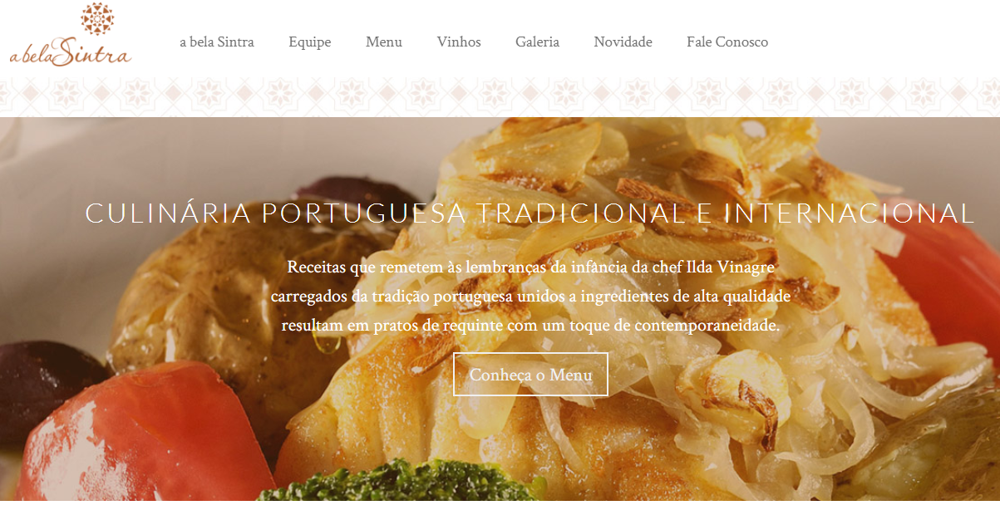 a bela Sintra
a bela Sintra Equipe Menu Vinhos Galeria Novidade Fale Conosco
CULINÁRIA PORTUGUESA TRADICIONAL E INTERNACIONAL
Receitas que remetem às lembranças da infância da chef Ilda Vinagre
carregados da tradição portuguesa unidos a ingredientes de alta qualidade
resultam em pratos de requinte com um toque de contemporaneidade.
Conheça o Menu